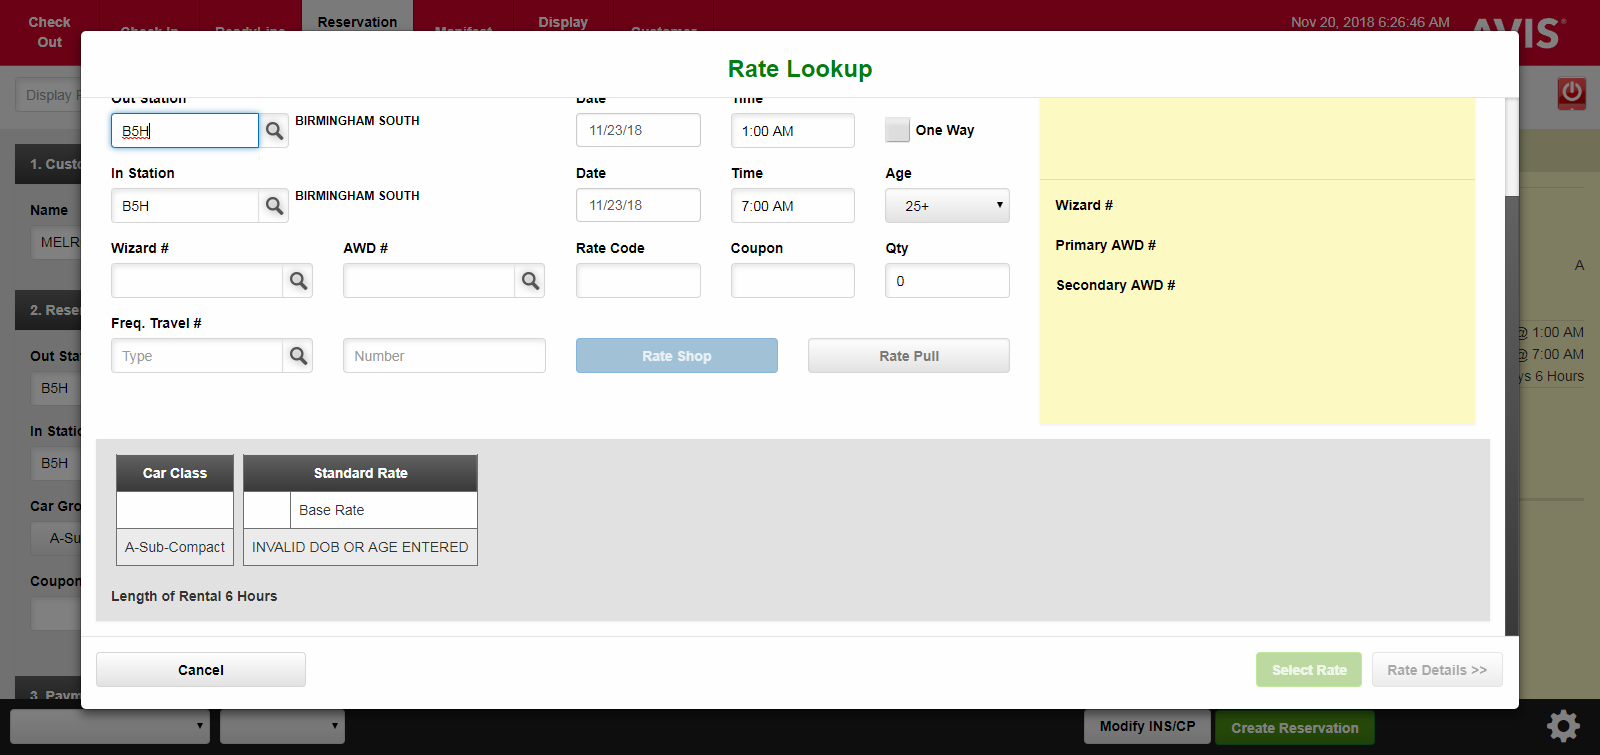 Check Out
Check In
ReadyLine
Reservation
Manifest
Display
Customer
Nov 20, 2018 6:26:46 AM
AVIS
Rate Lookup
Display
Out Station
Date
Time
B5H
BIRMINGHAM SOUTH
11/23/18
1:00 AM
One Way
1. Custo
In Station
Date
Time
Age
B5H
BIRMINGHAM SOUTH
11/23/18
7:00 AM
25+
Wizard #
Name
Wizard #
AWD #
Rate Code
Coupon
Qty
Primary AWD #
MELR
0
A
Secondary AWD #
2. Rese
Freq. Travel #
@ 1:00 AM
Out Sta
Type
Number
Rate Shop
Rate Pull
@ 7:00 AM
B5H
ys 6 Hours
In Static
B5H
Car Class
Standard Rate
Car Gro
Base Rate
A-Su
A-Sub-Compact
INVALID DOB OR AGE ENTERED
Coupon
Length of Rental 6 Hours
Cancel
Select Rate
Rate Details >>
3. Paym
Modify INS/CP
Create Reservation